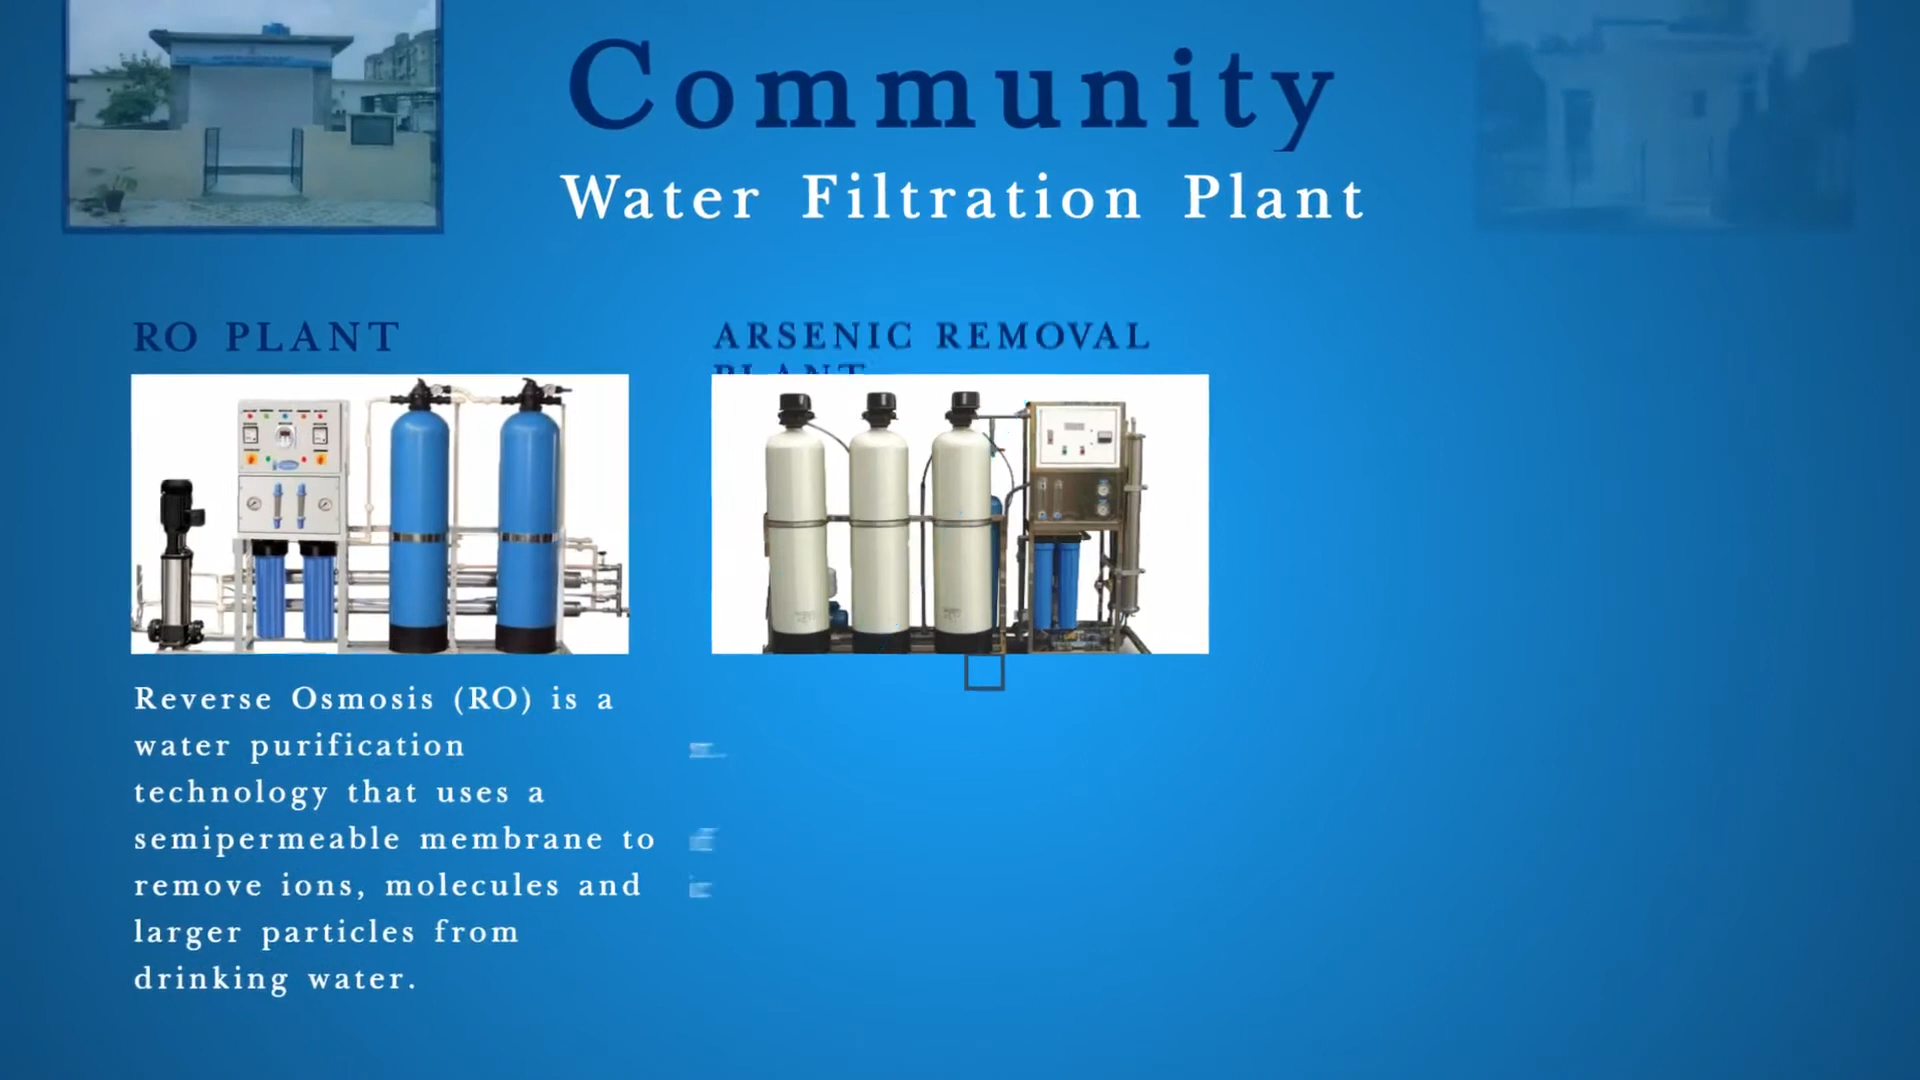 Community
Water Filtration Plant
RO PLANT
Reverse Osmosis (RO) is a
water purification
technology that uses a
semipermeable membrane to
remove ions, molecules and
larger particles from
drinking water.
ARSENIC REMOVAL
PLANT